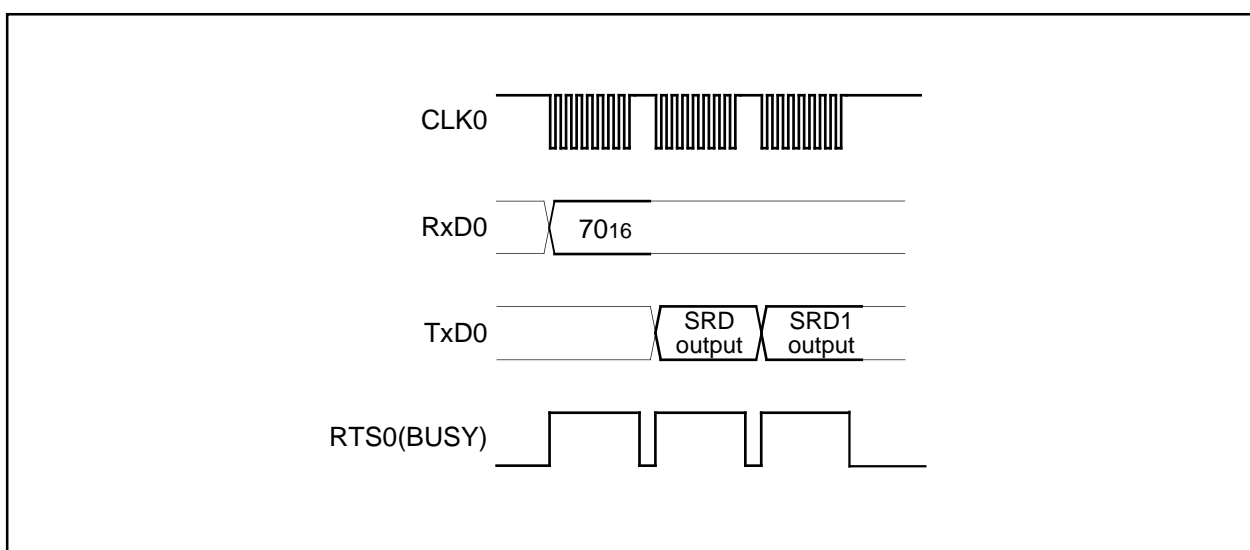 CLK0
RxD0
7016
TxD0
SRD
output
SRD1
output
RTS0(BUSY)